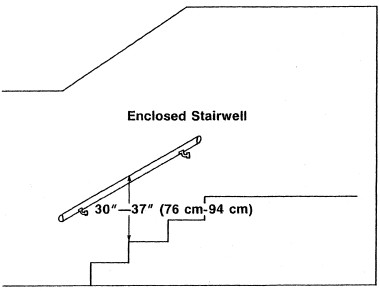 Enclosed Stairwell
30"—37" (76 cm-94 cm)